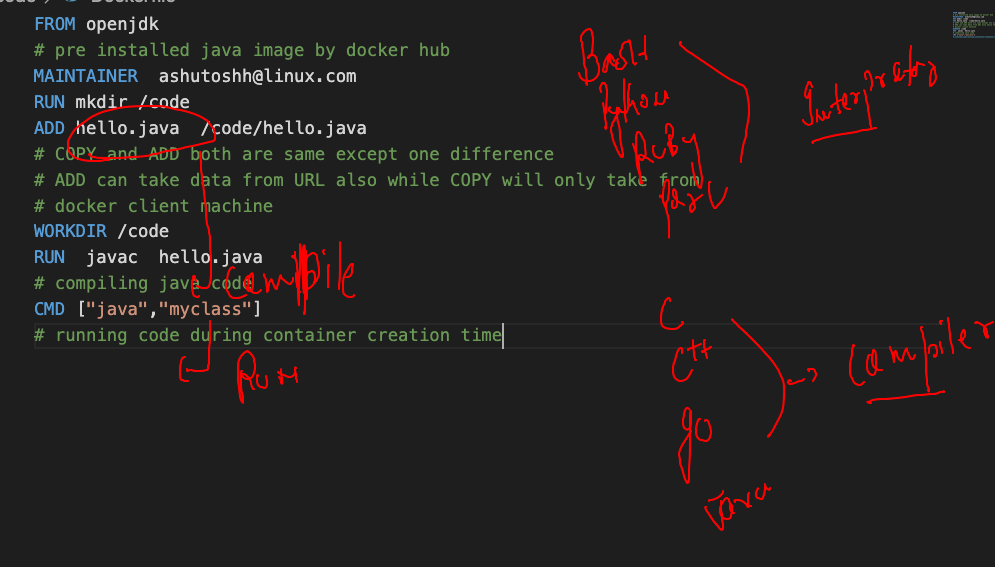 Dockerfile
FROM openjdk
# pre installed java image by docker hub
MAINTAINER  ashutoshh@linux.com
RUN mkdir /code
ADD hello.java  /code/hello.java
# COPY and ADD both are same except one difference
# ADD can take data from URL also while COPY will only take from
# docker client machine
WORKDIR /code
RUN  javac  hello.java
# compiling java code
CMD ["java","myclass"]
# running code during container creation time
Compile
Run
Bash
Python
Ruby
C
C++
go
Java
Compiler